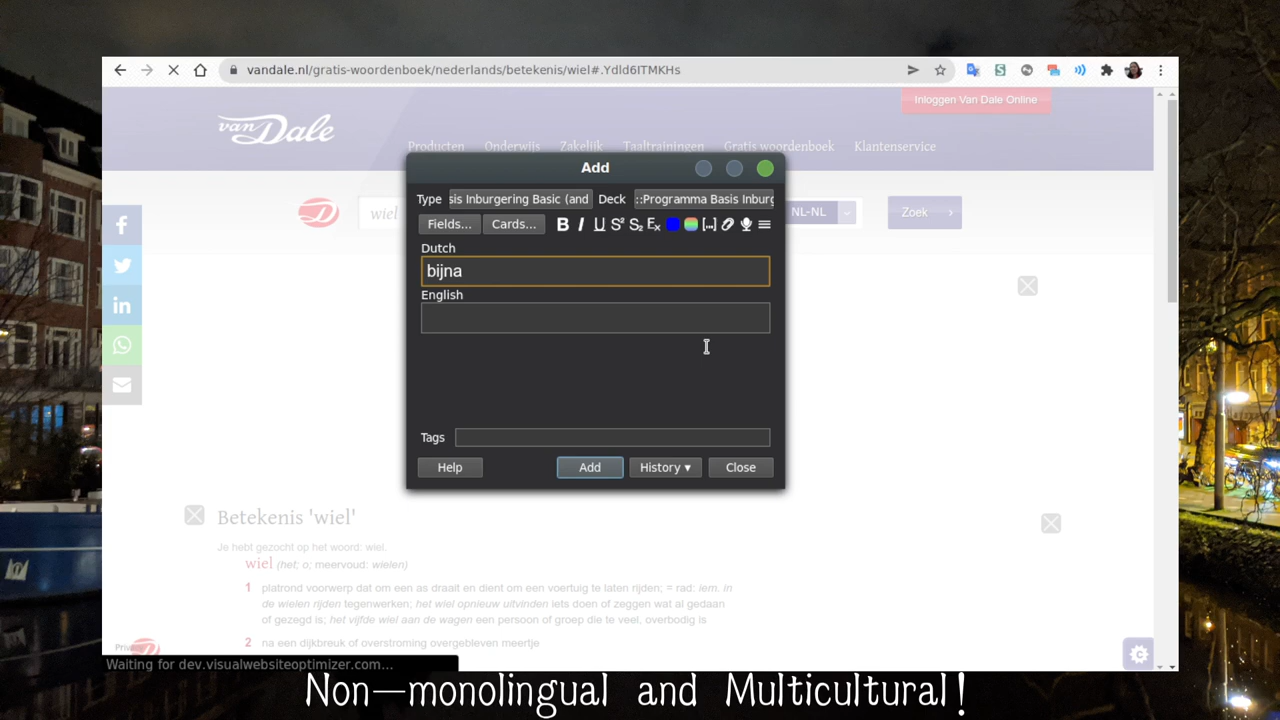 vandale.nl/gratis-woordenboek/nederlands/betekenis/wiel#.Ydld6ITMKHs
Inloggen Van Dale Online
van Dale
Producten Onderwijs Zakelijk Taaltrainingen Gratis woordenboek Klantenservice
wiel
NL-NL
Zoek
Add
Type sis Inburgering Basic (and Deck ::Programma Basis Inburg
Fields... Cards...
B I U S² S₂ Ex [...]
Dutch
bijna
English
Tags
Help Add History ▾ Close
Betekenis 'wiel'
Je hebt gezocht op het woord: wiel.
wiel (het; o; meervoud: wielen)
1 platrond voorwerp dat om een as draait en dient om een voertuig te laten rijden; = rad: iem. in
de wielen rijden tegenwerken; het wiel opnieuw uitvinden iets doen of zeggen wat al gedaan
of gezegd is; het vijfde wiel aan de wagen een persoon of groep die te veel, overbodig is
2 na een dijkbreuk of overstroming overgebleven meertje
Waiting for dev.visualwebsiteoptimizer.com...
Non-monolingual and Multicultural!